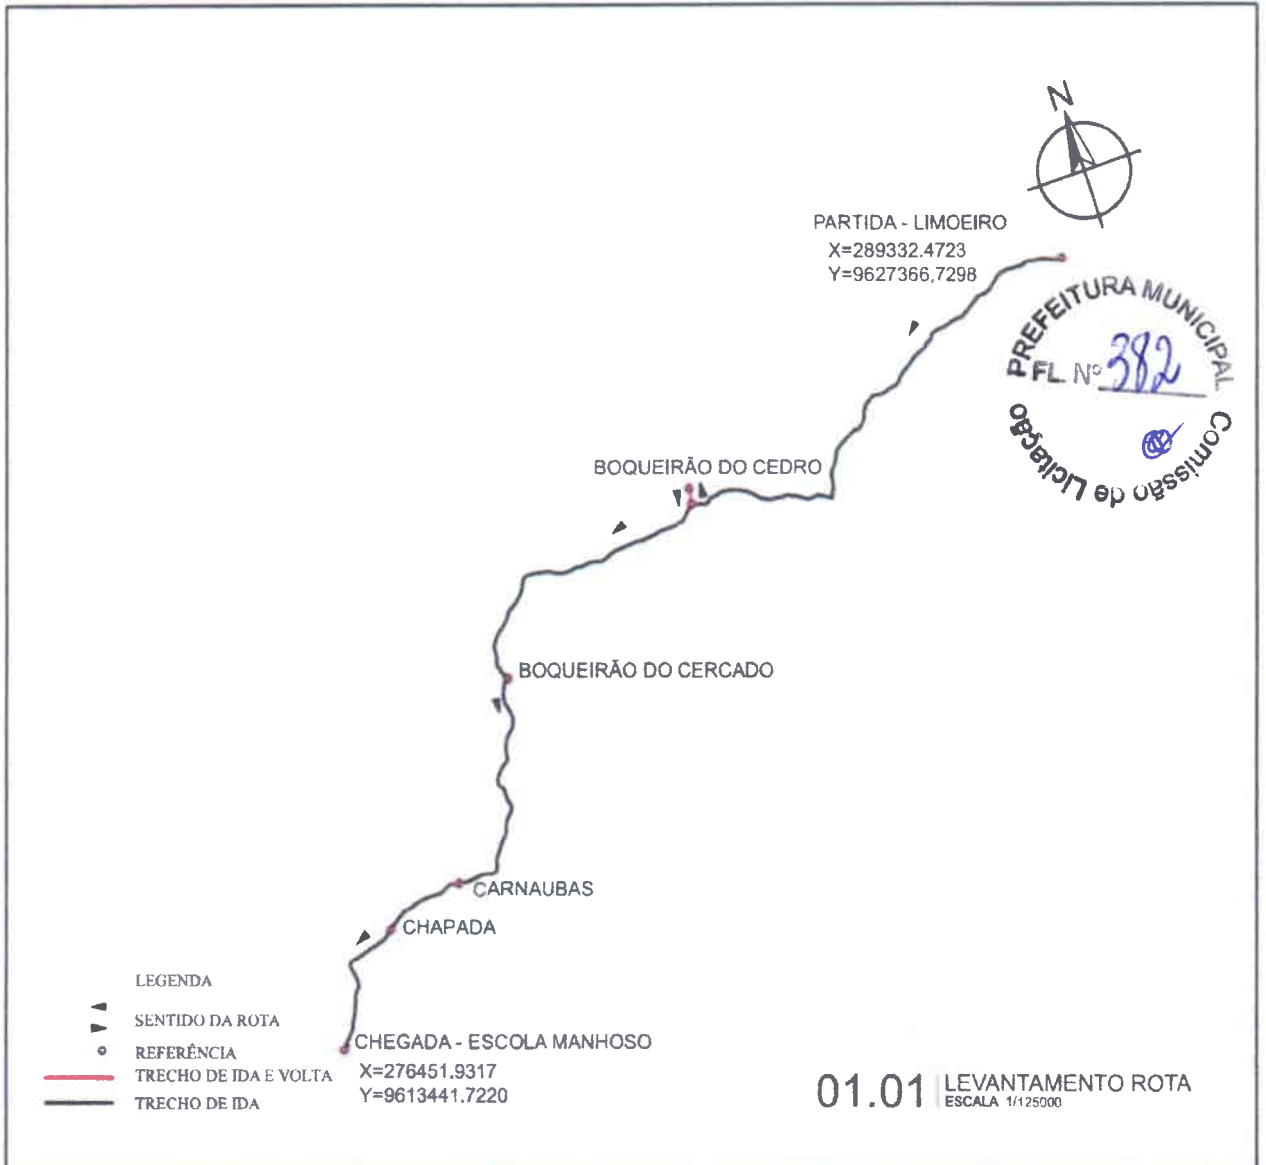 N
PARTIDA - LIMOEIRO
X=289332.4723
Y=9627366,7298
PREFEITURA MUNICIPAL
FL. Nº 382
Comissão de Licitação
BOQUEIRÃO DO CEDRO
BOQUEIRÃO DO CERCADO
CARNAUBAS
CHAPADA
LEGENDA
SENTIDO DA ROTA
REFERÊNCIA
TRECHO DE IDA E VOLTA
TRECHO DE IDA
CHEGADA - ESCOLA MANHOSO
X=276451.9317
Y=9613441.7220
01.01 LEVANTAMENTO ROTA
ESCALA 1/125000